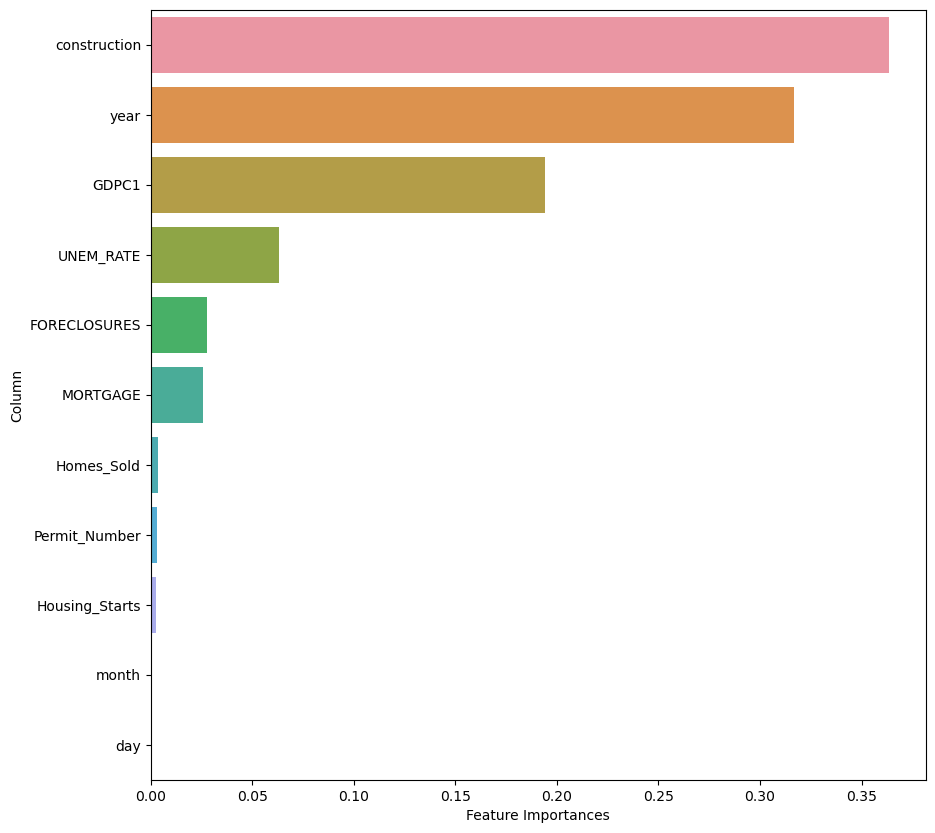 construction
year
GDPC1
UNEM_RATE
FORECLOSURES
MORTGAGE
Homes_Sold
Permit_Number
Housing_Starts
month
day
Column
0.00 0.05 0.10 0.15 0.20 0.25 0.30 0.35
Feature Importances